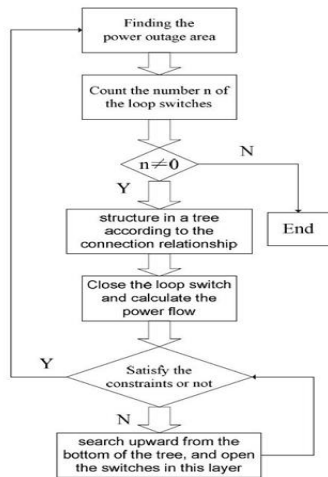 Finding the
power outage area
Count the number n of
the loop switches
n≠0
N
Y
End
structure in a tree
according to the
connection relationship
Close the loop switch
and calculate the
power flow
Satisfy the
constraints or not
Y
N
search upward from the
bottom of the tree, and open
the switches in this layer